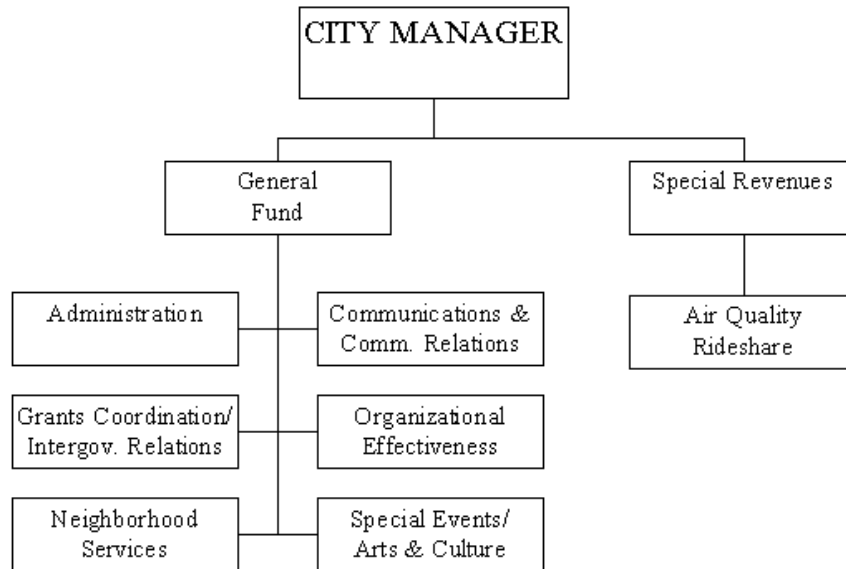 CITY MANAGER
General
Fund
Special Revenues
Administration
Communications &
Comm. Relations
Air Quality
Rideshare
Grants Coordination/
Intergov. Relations
Organizational
Effectiveness
Neighborhood
Services
Special Events/
Arts & Culture